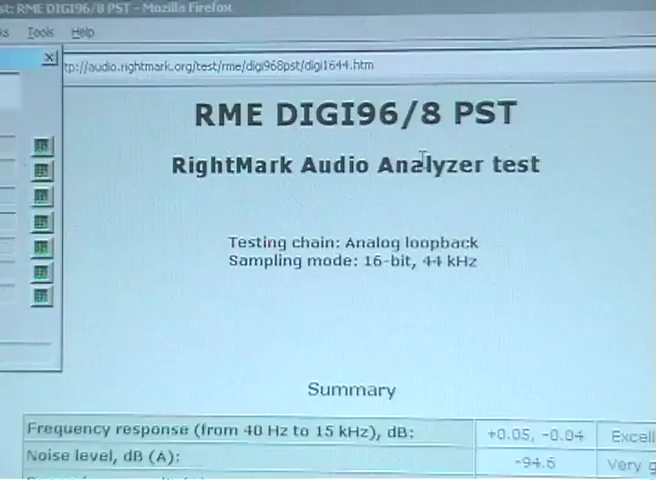 st: RME DIGI96/8 PST - Mozilla Firefox
ks Tools Help
tp://audio.rightmark.org/test/rme/digi968pst/digi1644.htm
RME DIGI96/8 PST
RightMark Audio Analyzer test
Testing chain: Analog loopback
Sampling mode: 16-bit, 44 kHz
Summary
Frequency response (from 40 Hz to 15 kHz), dB: +0.05, -0.04 Excell
Noise level, dB (A): -94.6 Very g